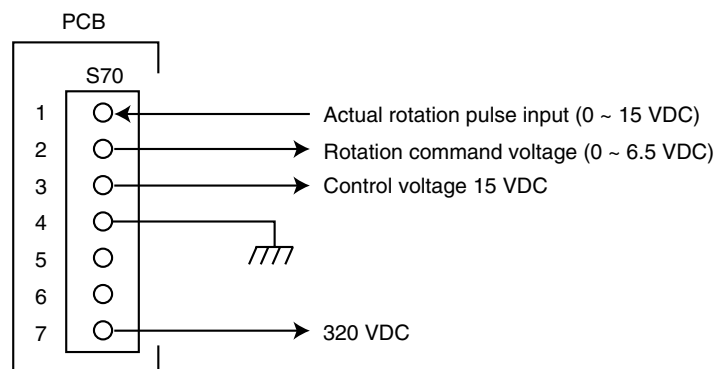 PCB
S70
1 Actual rotation pulse input (0 ~ 15 VDC)
2 Rotation command voltage (0 ~ 6.5 VDC)
3 Control voltage 15 VDC
4
5
6
7 320 VDC